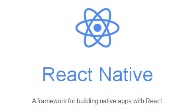 React Native
A framework for building native apps with React